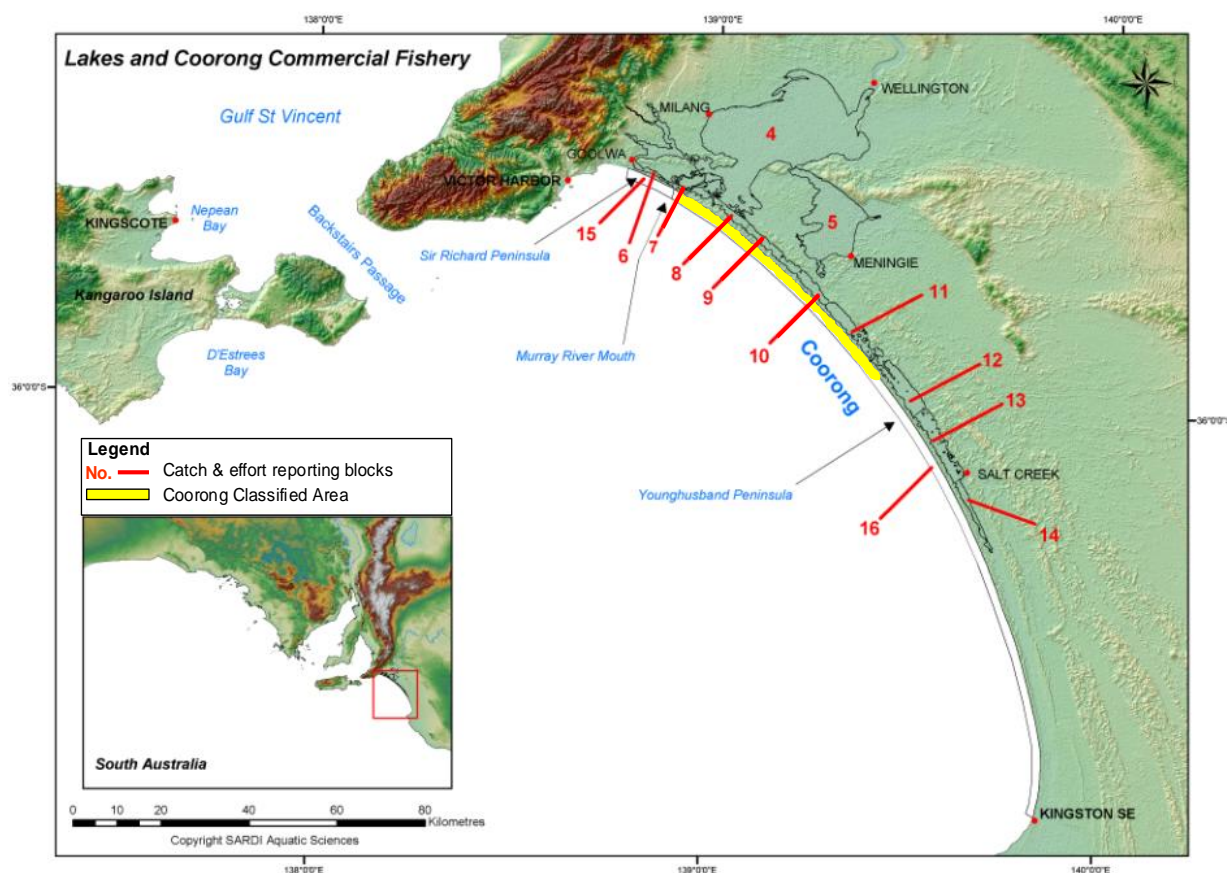 138°0'0"E
139°0'0"E
140°0'0"E
Lakes and Coorong Commercial Fishery
WELLINGTON
MILANG
4
Gulf St Vincent
GOOLWA
VICTOR HARBOR
KINGSCOTE
Nepean
Bay
Backstairs Passage
5
15
6
7
Sir Richard Peninsula
8
MENINGIE
9
Kangaroo Island
11
Murray River Mouth
D'Estrees
Bay
10
Coorong
12
36°0'0"S
13
36°0'0"S
Legend
No.
Catch & effort reporting blocks
Coorong Classified Area
SALT CREEK
Younghusband Peninsula
16
14
South Australia
0 10 20 40 60 80
Kilometres
Copyright SARDI Aquatic Sciences
KINGSTON SE
138°0'0"E
139°0'0"E
140°0'0"E